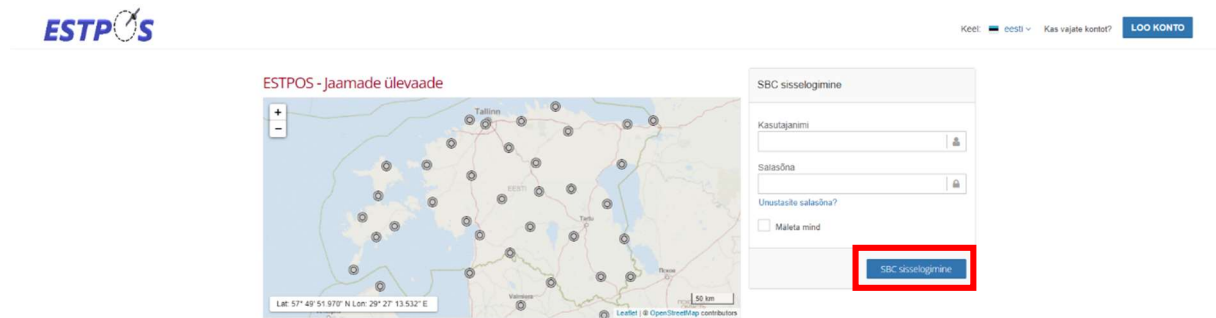 ESTPOS
Keel: eesti Kas vajate kontot? LOO KONTO
ESTPOS - Jaamade ülevaade
+
−
Tallinn
EESTI
Tartu
Псков
Valmiera
50 km
Lat: 57° 49' 51.970" N Lon: 29° 27' 13.532" E
Leaflet | © OpenStreetMap contributors
SBC sisselogimine
Kasutajanimi
Salasõna
Unustasite salasõna?
Mäleta mind
SBC sisselogimine